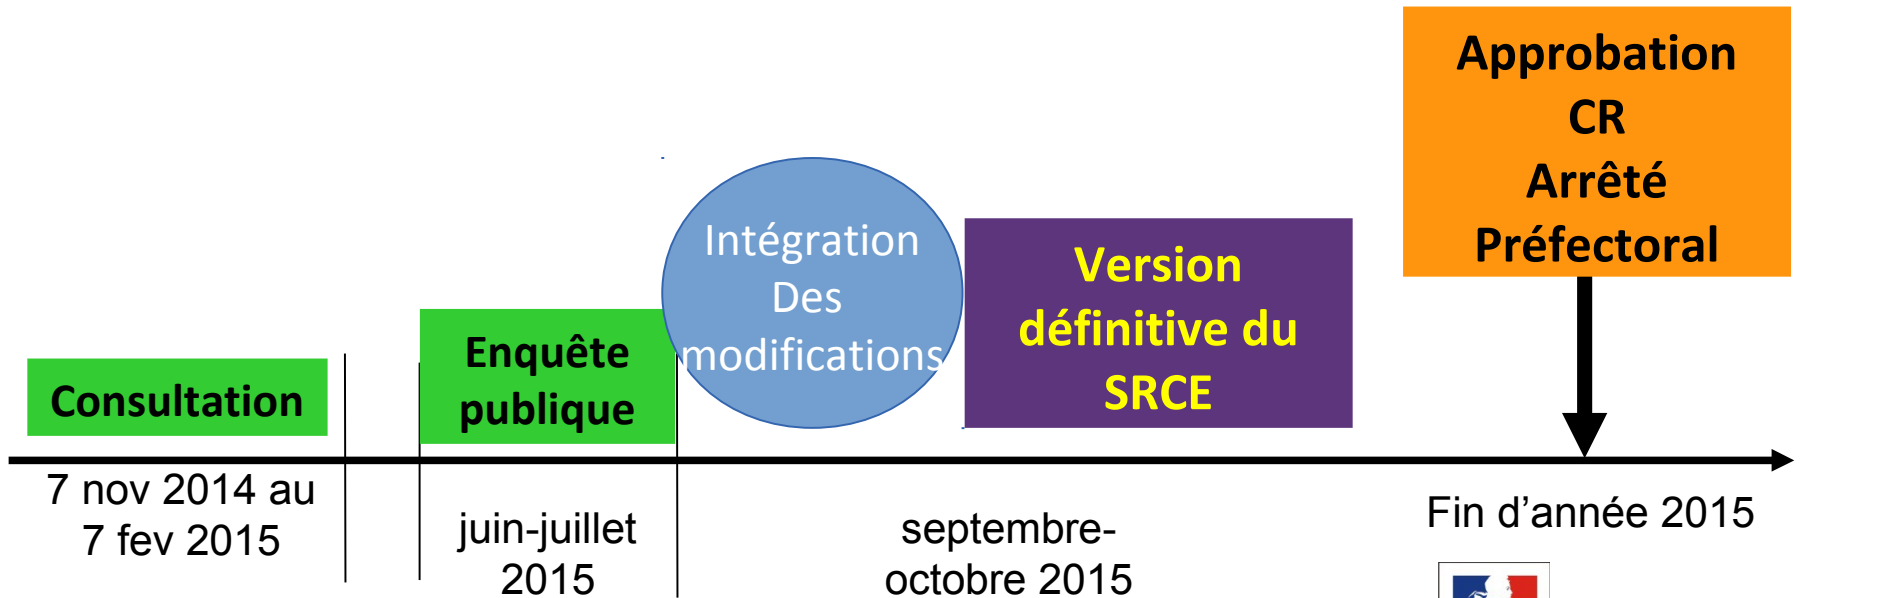 Consultation
7 nov 2014 au
7 fev 2015
Enquête
publique
juin-juillet
2015
Intégration
Des
modifications
Version
définitive du
SRCE
septembre-
octobre 2015
Approbation
CR
Arrêté
Préfectoral
Fin d’année 2015